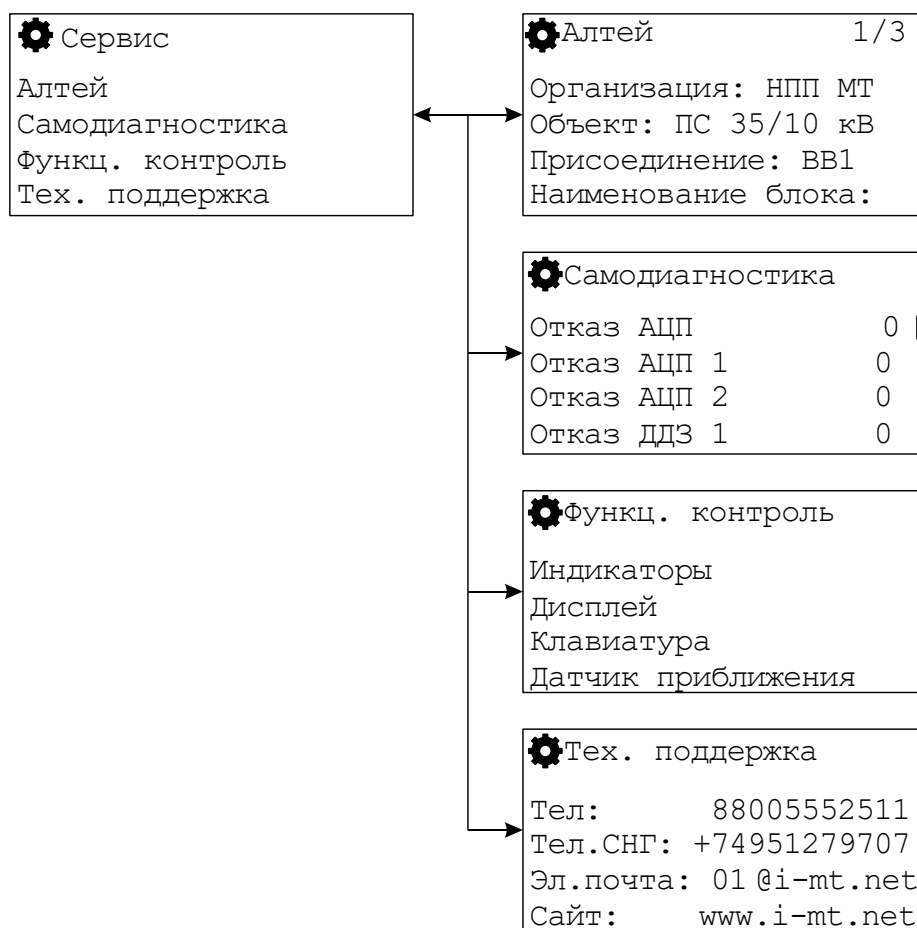 Сервис
Алтей
Самодиагностика
Функц. контроль
Тех. поддержка
Алтей 1/3
Организация: НПП МТ
Объект: ПС 35/10 кВ
Присоединение: ВВ1
Наименование блока:
Самодиагностика
Отказ АЦП 0
Отказ АЦП 1 0
Отказ АЦП 2 0
Отказ ДДЗ 1 0
Функц. контроль
Индикаторы
Дисплей
Клавиатура
Датчик приближения
Тех. поддержка
Тел: 88005552511
Тел.СНГ: +74951279707
Эл.почта: 01@i-mt.net
Сайт: www.i-mt.net